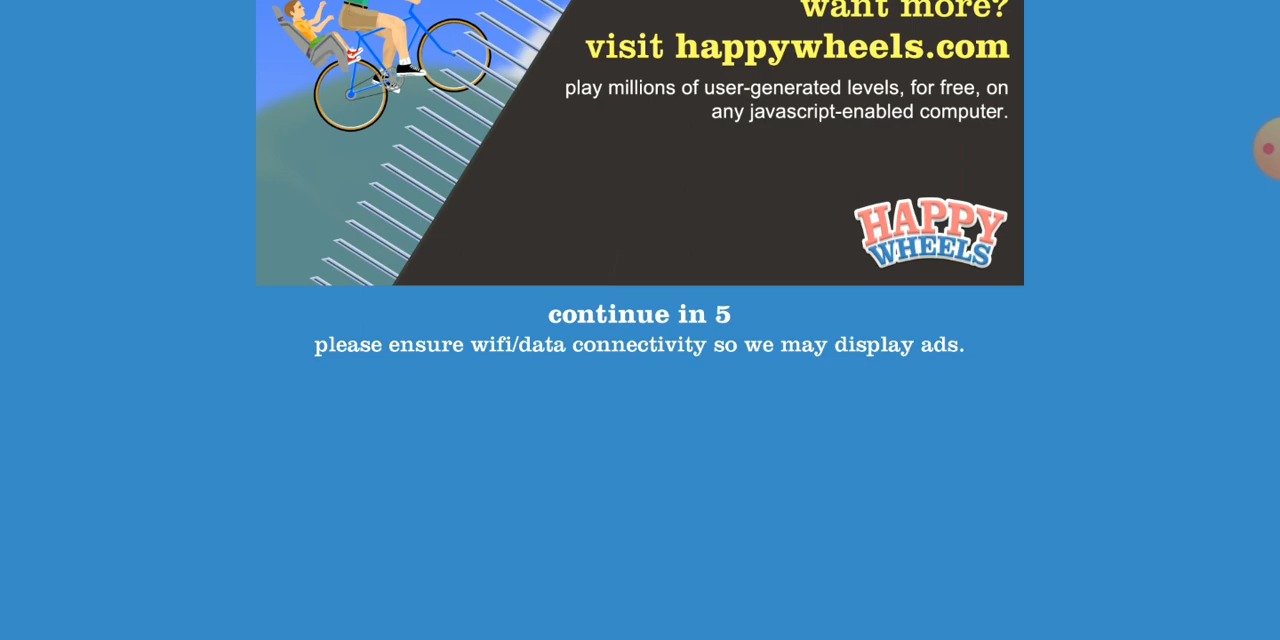 want more?
visit happywheels.com
play millions of user-generated levels, for free, on
any javascript-enabled computer.
HAPPY
WHEELS
continue in 5
please ensure wifi/data connectivity so we may display ads.